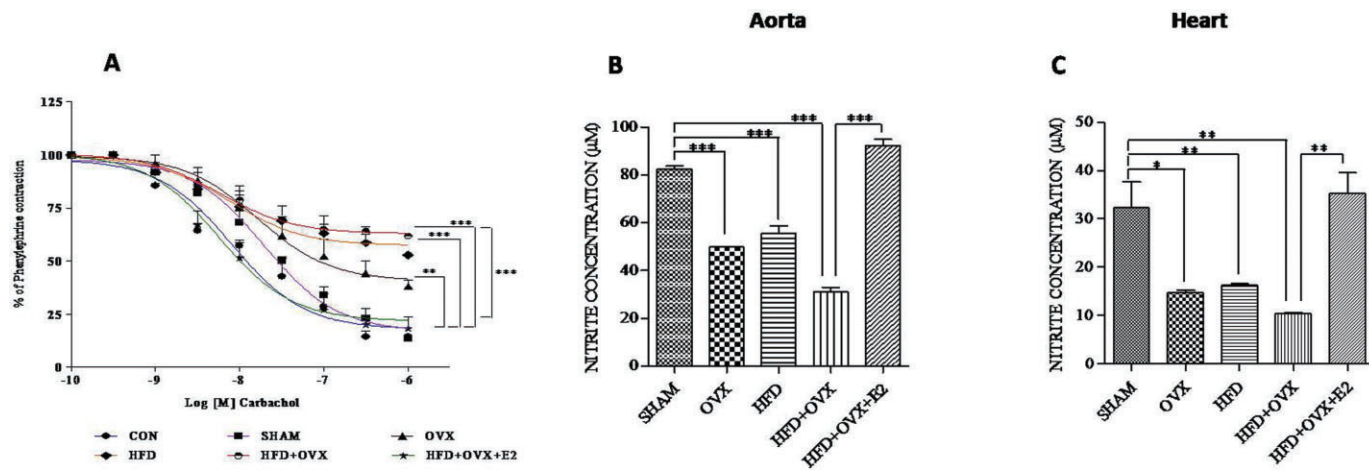 Aorta
Heart
A
B
C
% of Phenylephrine contraction
125
100
75
50
25
0
-10
-9
-8
-7
-6
Log [M] Carbachol
***
***
**
***
CON
SHAM
OVX
HFD
HFD+OVX
HFD+OVX+E2
NITRITE CONCENTRATION (µM)
100
80
60
40
20
0
***
***
***
***
SHAM
OVX
HFD
HFD+OVX
HFD+OVX+E2
NITRITE CONCENTRATION (µM)
50
40
30
20
10
0
**
**
*
**
SHAM
OVX
HFD
HFD+OVX
HFD+OVX+E2